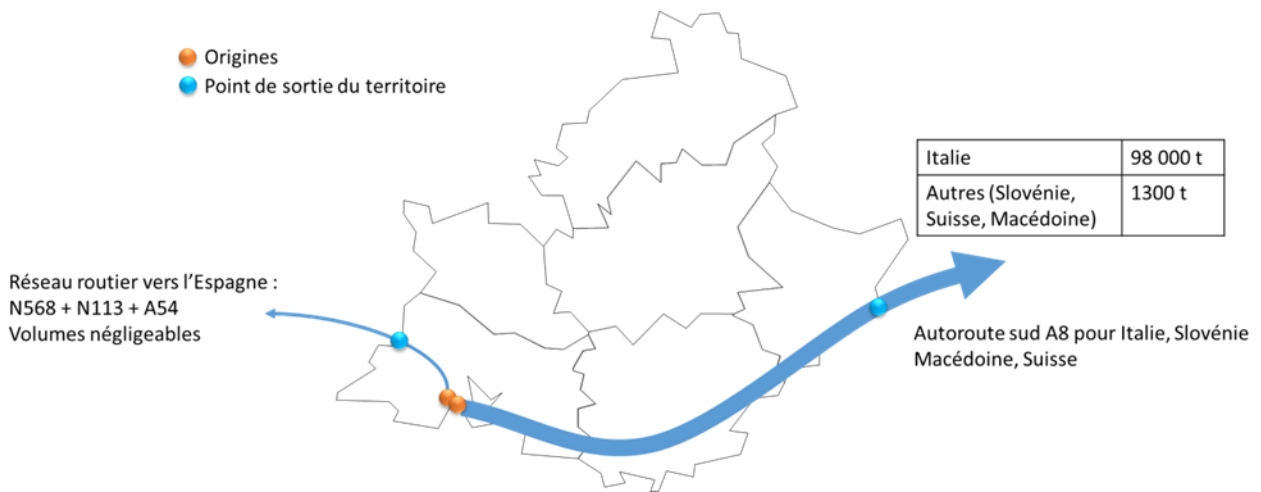 Origines
Point de sortie du territoire
Italie 98 000 t
Autres (Slovénie, 1300 t
Suisse, Macédoine)
Réseau routier vers l’Espagne :
N568 + N113 + A54
Volumes négligeables
Autoroute sud A8 pour Italie, Slovénie
Macédoine, Suisse